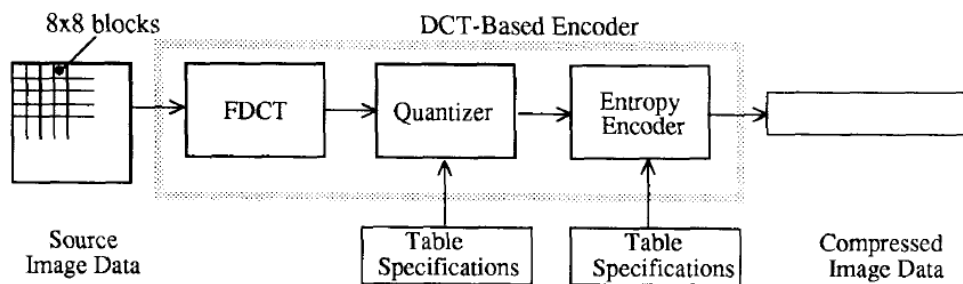 8x8 blocks
DCT-Based Encoder
FDCT
Quantizer
Entropy
Encoder
Source
Image Data
Table
Specifications
Table
Specifications
Compressed
Image Data